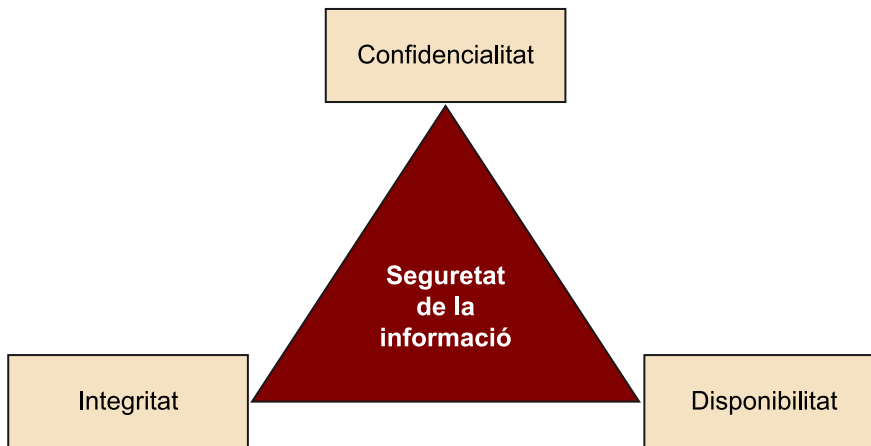 Confidencialitat
Seguretat
de la
informació
Integritat
Disponibilitat